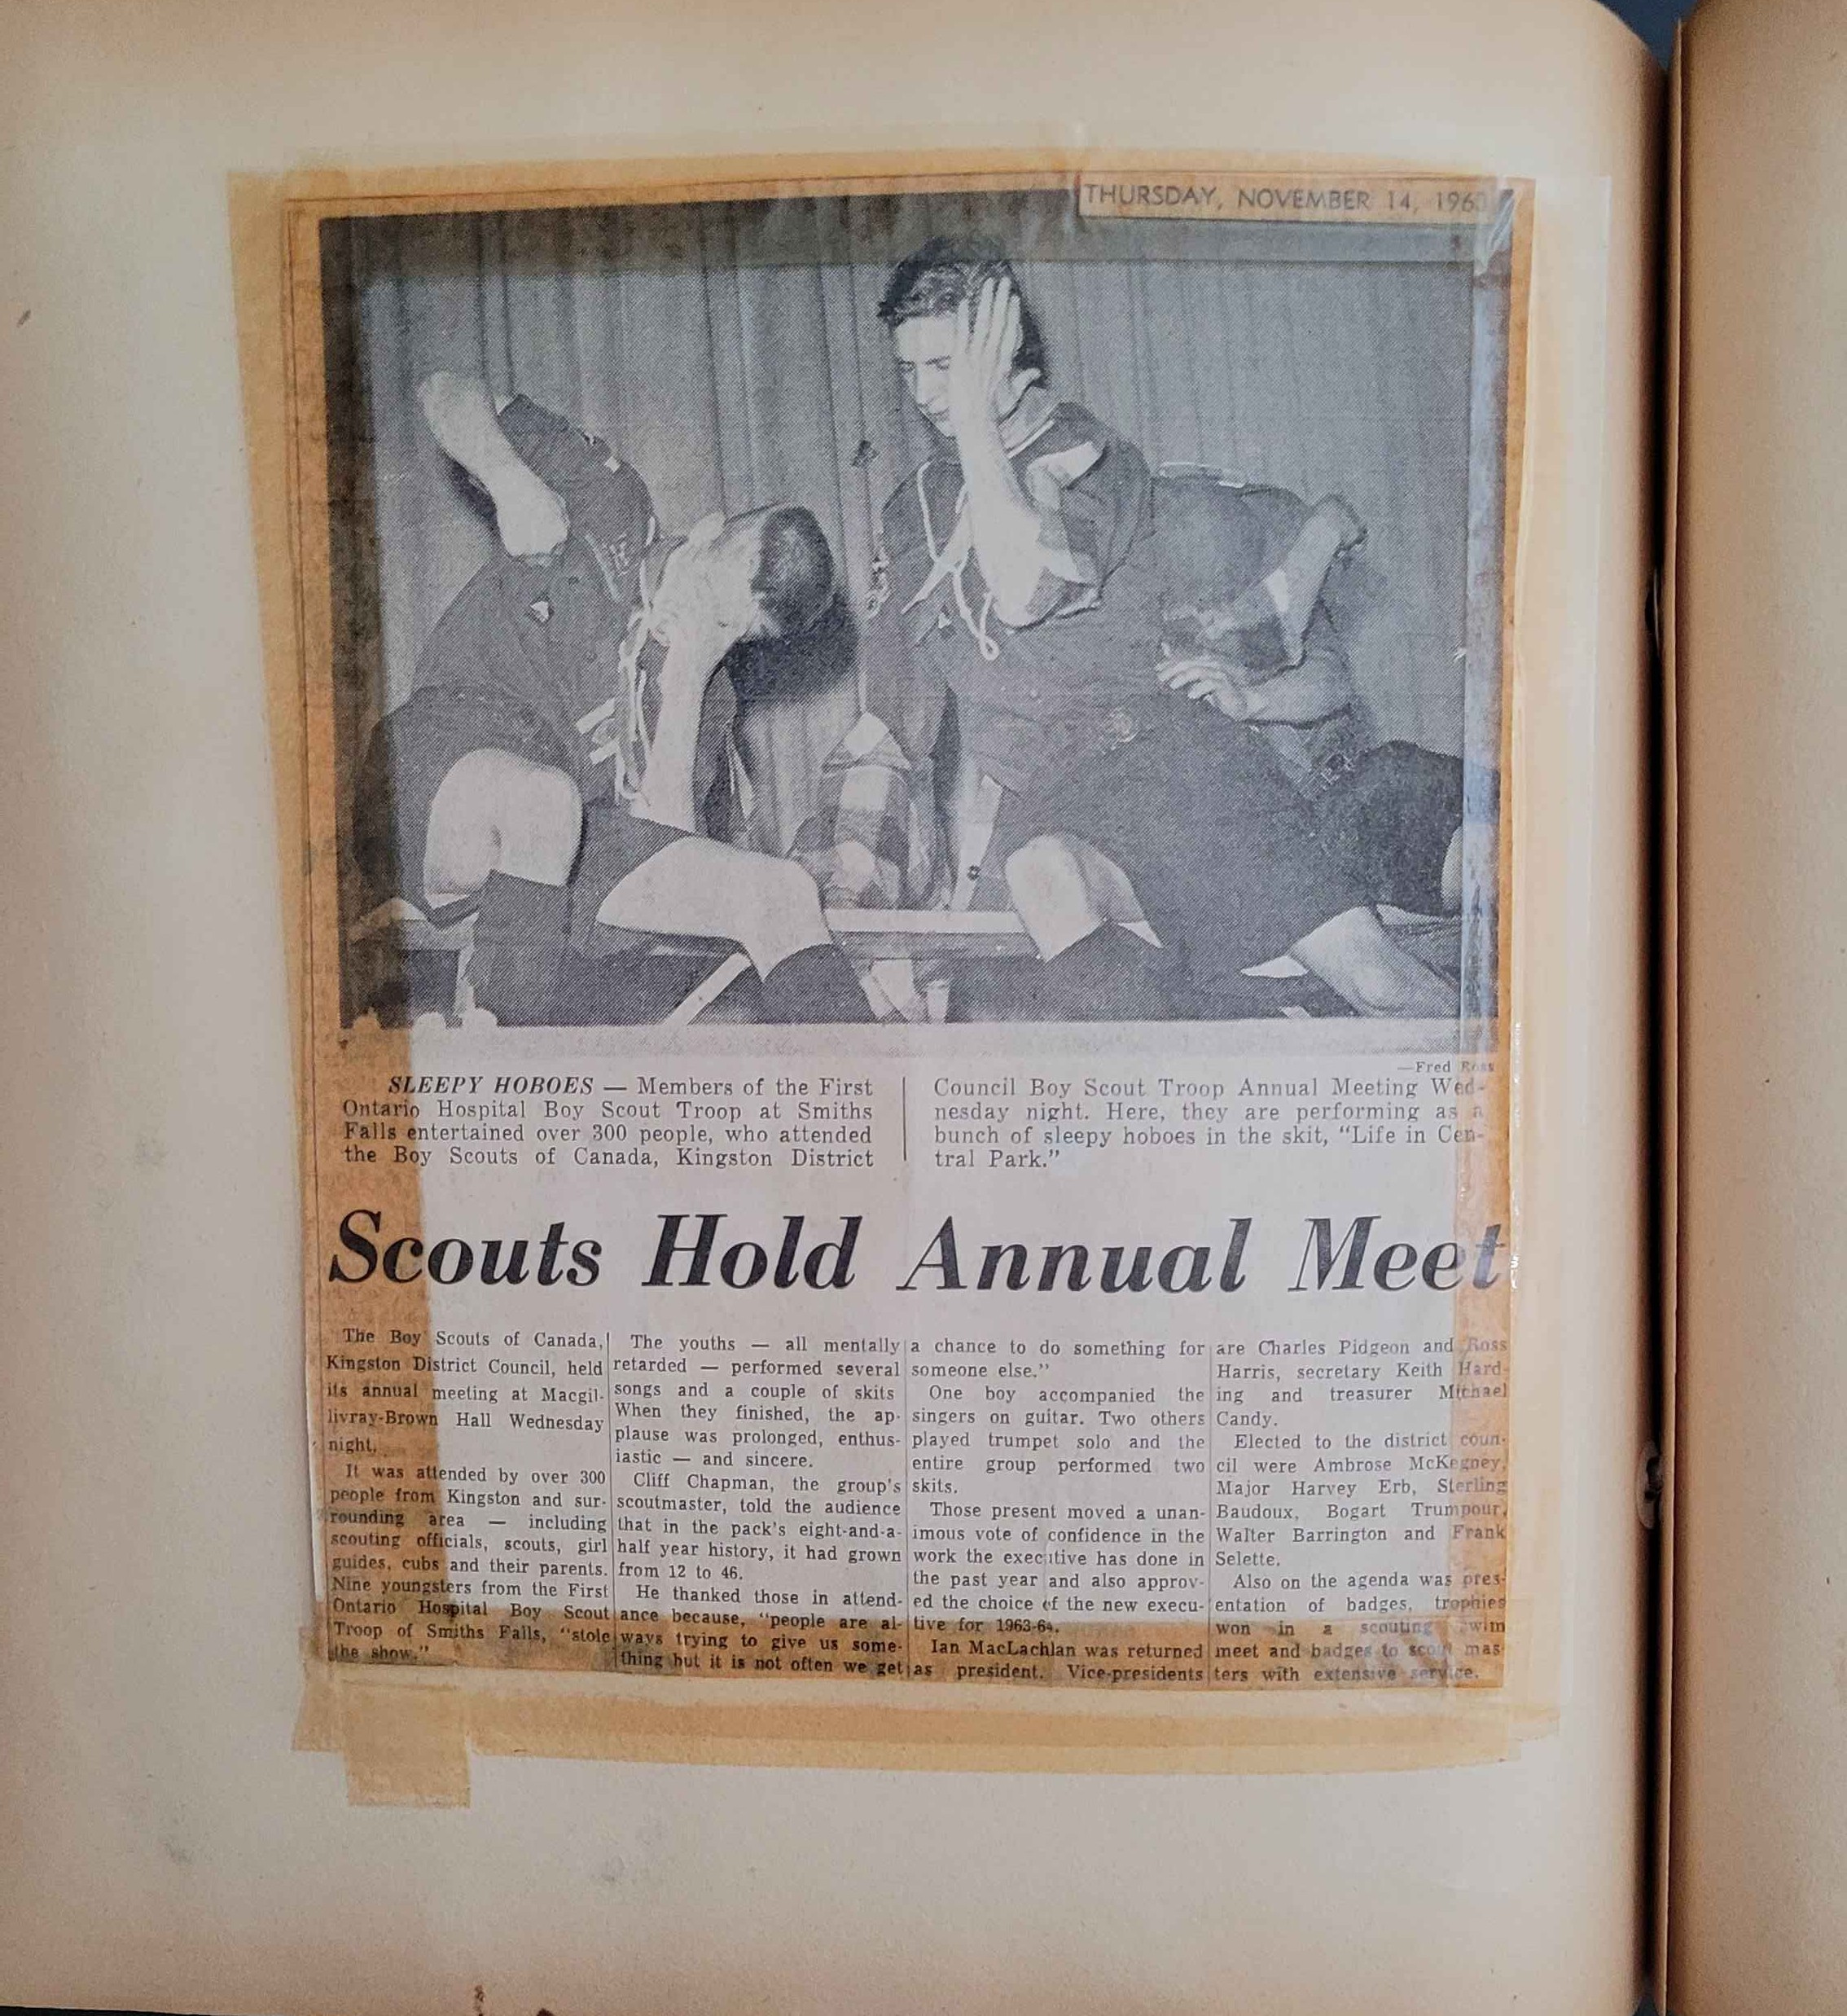 THURSDAY, NOVEMBER 14, 1963
—Fred Ross
SLEEPY HOBOES — Members of the First
Ontario Hospital Boy Scout Troop at Smiths
Falls entertained over 300 people, who attended
the Boy Scouts of Canada, Kingston District
Council Boy Scout Troop Annual Meeting Wed-
nesday night. Here, they are performing as a
bunch of sleepy hoboes in the skit, “Life in Cen-
tral Park.”
Scouts Hold Annual Meet
The Boy Scouts of Canada,
Kingston District Council, held
its annual meeting at Macgil-
livray-Brown Hall Wednesday
night.
It was attended by over 300
people from Kingston and sur-
rounding area — including
scouting officials, scouts, girl
guides, cubs and their parents.
Nine youngsters from the First
Ontario Hospital Boy Scout
Troop of Smiths Falls, “stole
the show.”
The youths — all mentally
retarded — performed several
songs and a couple of skits
When they finished, the ap-
plause was prolonged, enthus-
iastic — and sincere.
Cliff Chapman, the group's
scoutmaster, told the audience
that in the pack's eight-and-a-
half year history, it had grown
from 12 to 46.
He thanked those in attend-
ance because, “people are al-
ways trying to give us some-
thing but it is not often we get
a chance to do something for
someone else.”
One boy accompanied the
singers on guitar. Two others
played trumpet solo and the
entire group performed two
skits.
Those present moved a unan-
imous vote of confidence in the
work the executive has done in
the past year and also approv-
ed the choice of the new execu-
tive for 1963-64.
Ian MacLachlan was returned
as president. Vice-presidents
are Charles Pidgeon and Ross
Harris, secretary Keith Hard-
ing and treasurer Michael
Candy.
Elected to the district coun-
cil were Ambrose McKegney,
Major Harvey Erb, Sterling
Baudoux, Bogart Trumpour,
Walter Barrington and Frank
Selette.
Also on the agenda was pres-
entation of badges, trophies
won in a scouting swim
meet and badges to scout mas-
ters with extensive service.